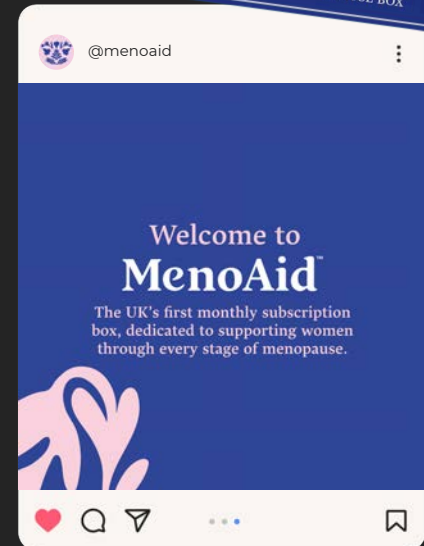 BOX
@menoaid
Welcome to
MenoAid™
The UK's first monthly subscription
box, dedicated to supporting women
through every stage of menopause.